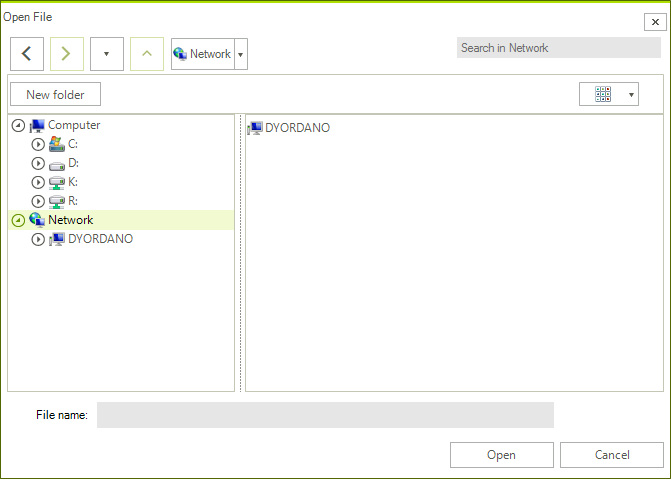 Open File
Network
Search in Network
New folder
Computer
C:
D:
K:
R:
Network
DYORDANO
DYORDANO
File name:
Open
Cancel